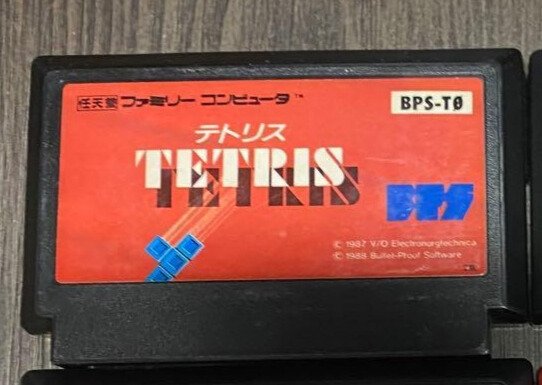 任天堂 ファミリーコンピュータ™
BPS-T0
テトリス
TETRIS
BPS
© 1987 V/O Electronorgtechnica
© 1988 Bullet-Proof Software